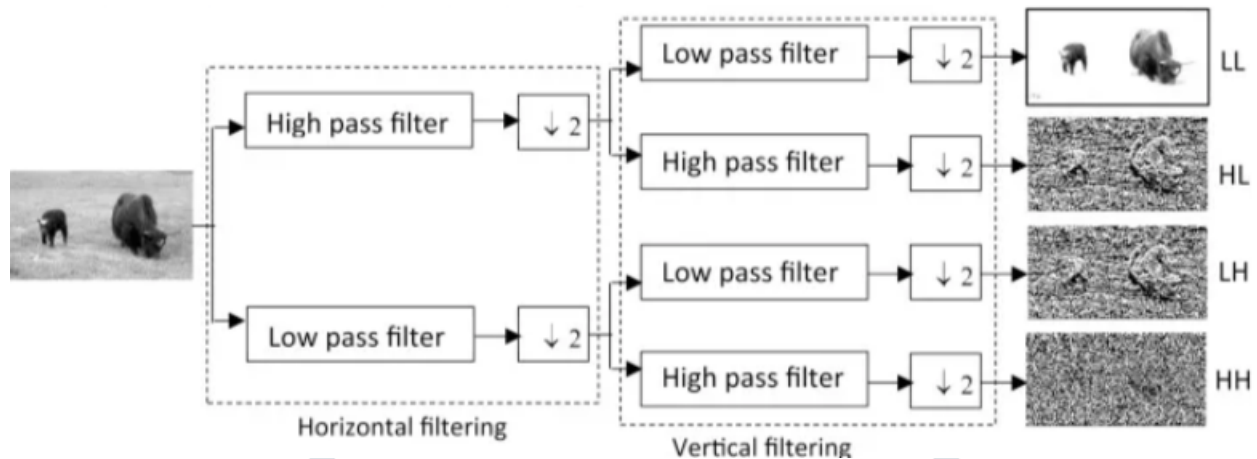 Low pass filter
↓ 2
LL
High pass filter
↓ 2
High pass filter
↓ 2
HL
Low pass filter
↓ 2
LH
Low pass filter
↓ 2
High pass filter
↓ 2
HH
Horizontal filtering
Vertical filtering